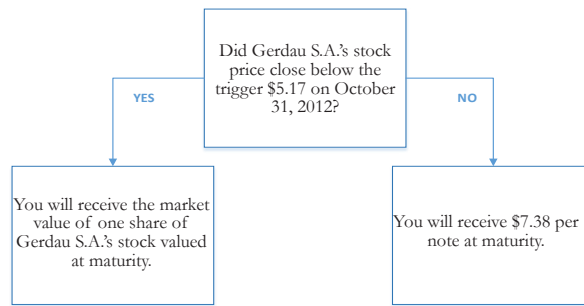 Did Gerdau S.A.'s stock
price close below the
trigger $5.17 on October
31, 2012?
YES
NO
You will receive the market
value of one share of
Gerdau S.A.'s stock valued
at maturity.
You will receive $7.38 per
note at maturity.